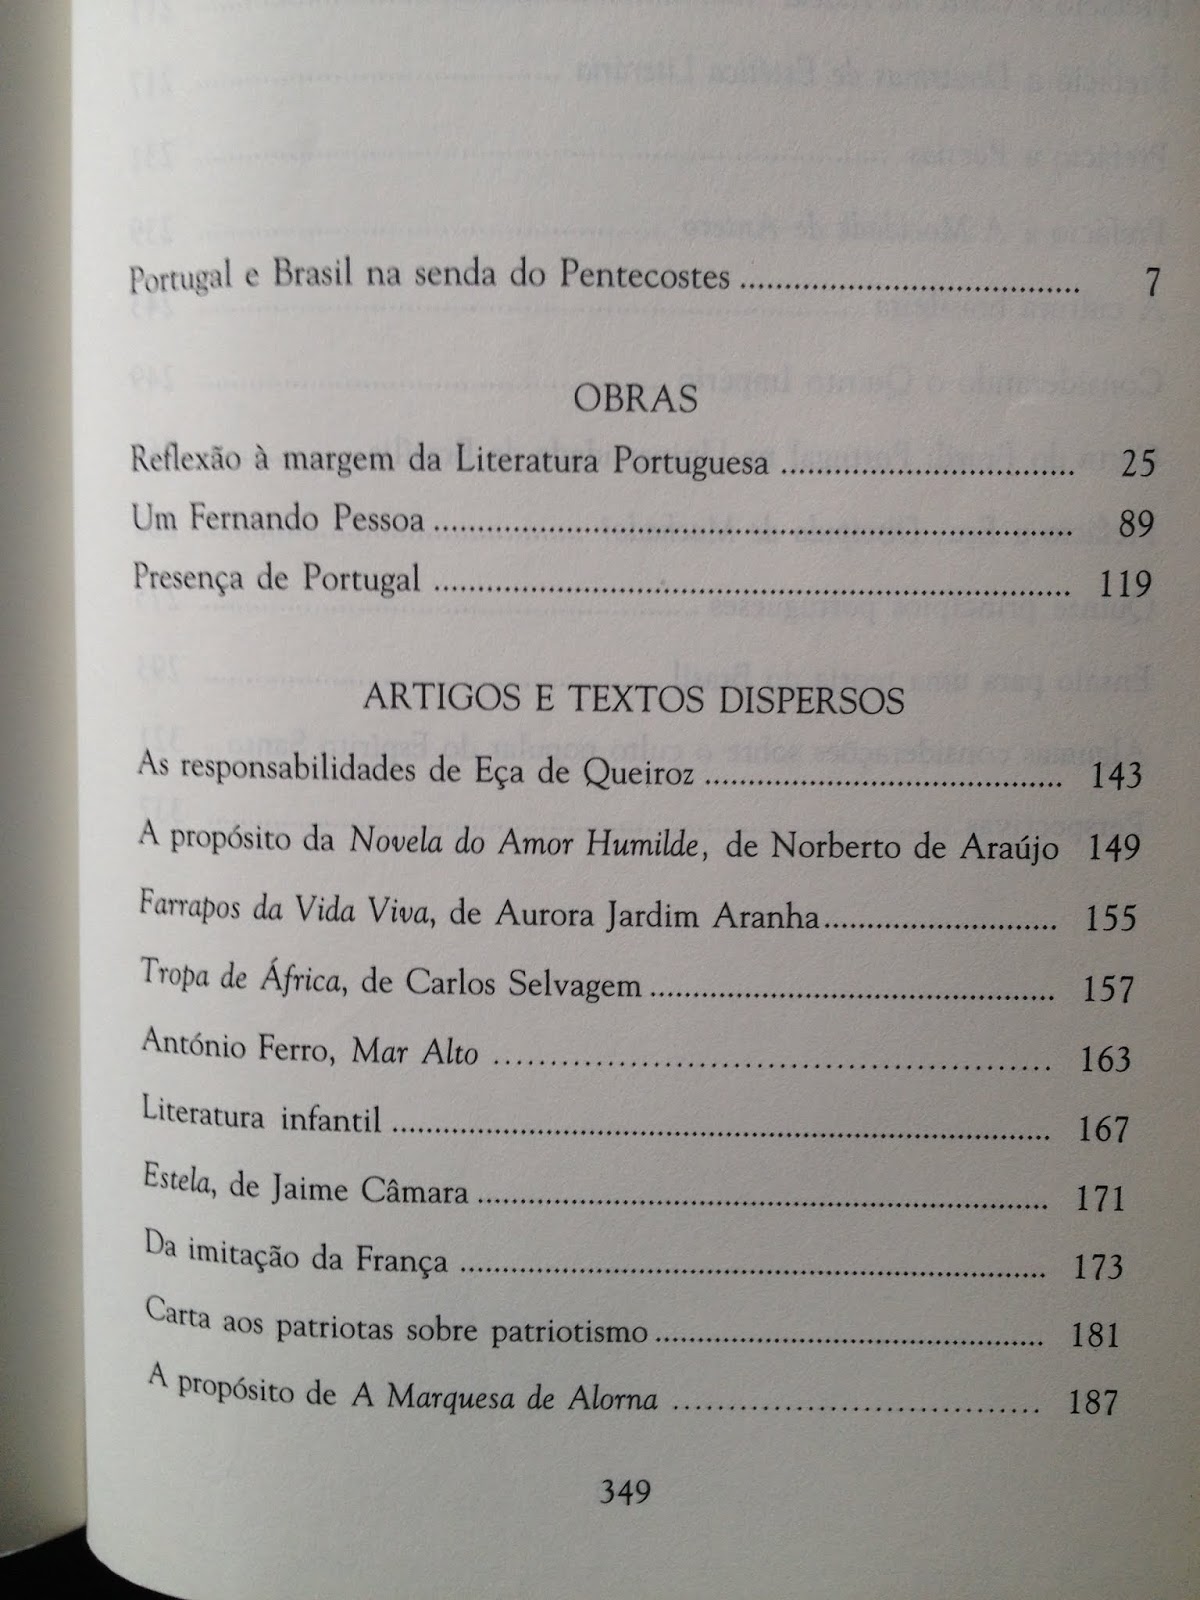 Portugal e Brasil na senda do Pentecostes ...................................... 7
OBRAS
Reflexão à margem da Literatura Portuguesa ................................. 25
Um Fernando Pessoa ....................................................................... 89
Presença de Portugal ....................................................................... 119
ARTIGOS E TEXTOS DISPERSOS
As responsabilidades de Eça de Queiroz ........................................ 143
A propósito da Novela do Amor Humilde, de Norberto de Araújo 149
Farrapos da Vida Viva, de Aurora Jardim Aranha.......................... 155
Tropa de África, de Carlos Selvagem ............................................. 157
António Ferro, Mar Alto ............................................. 163
Literatura infantil .......................................................................... 167
Estela, de Jaime Câmara ................................................................ 171
Da imitação da França .................................................................. 173
Carta aos patriotas sobre patriotismo ........................................... 181
A propósito de A Marquesa de Alorna .................................. 187
349